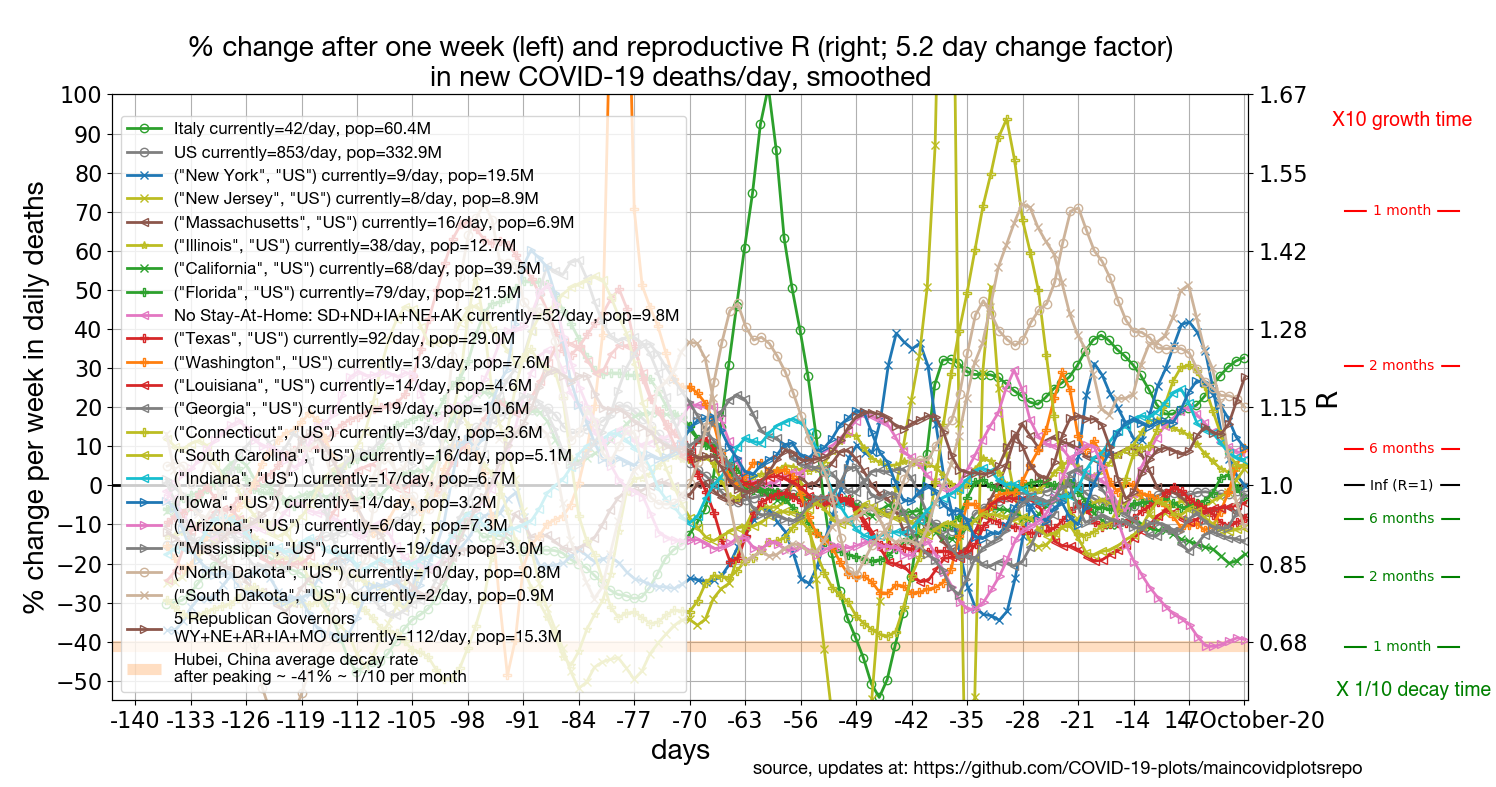 % change after one week (left) and reproductive R (right; 5.2 day change factor)
in new COVID-19 deaths/day, smoothed
% change per week in daily deaths
100
90
80
70
60
50
40
30
20
10
0
−10
−20
−30
−40
−50
Italy currently=42/day, pop=60.4M
US currently=853/day, pop=332.9M
("New York", "US") currently=9/day, pop=19.5M
("New Jersey", "US") currently=8/day, pop=8.9M
("Massachusetts", "US") currently=16/day, pop=6.9M
("Illinois", "US") currently=38/day, pop=12.7M
("California", "US") currently=68/day, pop=39.5M
("Florida", "US") currently=79/day, pop=21.5M
No Stay-At-Home: SD+ND+IA+NE+AK currently=52/day, pop=9.8M
("Texas", "US") currently=92/day, pop=29.0M
("Washington", "US") currently=13/day, pop=7.6M
("Louisiana", "US") currently=14/day, pop=4.6M
("Georgia", "US") currently=19/day, pop=10.6M
("Connecticut", "US") currently=3/day, pop=3.6M
("South Carolina", "US") currently=16/day, pop=5.1M
("Indiana", "US") currently=17/day, pop=6.7M
("Iowa", "US") currently=14/day, pop=3.2M
("Arizona", "US") currently=6/day, pop=7.3M
("Mississippi", "US") currently=19/day, pop=3.0M
("North Dakota", "US") currently=10/day, pop=0.8M
("South Dakota", "US") currently=2/day, pop=0.9M
5 Republican Governors
WY+NE+AR+IA+MO currently=112/day, pop=15.3M
Hubei, China average decay rate
after peaking ~ -41% ~ 1/10 per month
1.67
1.55
1.42
1.28
1.15
1.0
0.85
0.68
R
X10 growth time
1 month
2 months
6 months
Inf (R=1)
6 months
2 months
1 month
X 1/10 decay time
-140 -133 -126 -119 -112 -105 -98 -91 -84 -77 -70 -63 -56 -49 -42 -35 -28 -21 -14 -7 14-October-20
days
source, updates at: https://github.com/COVID-19-plots/maincovidplotsrepo